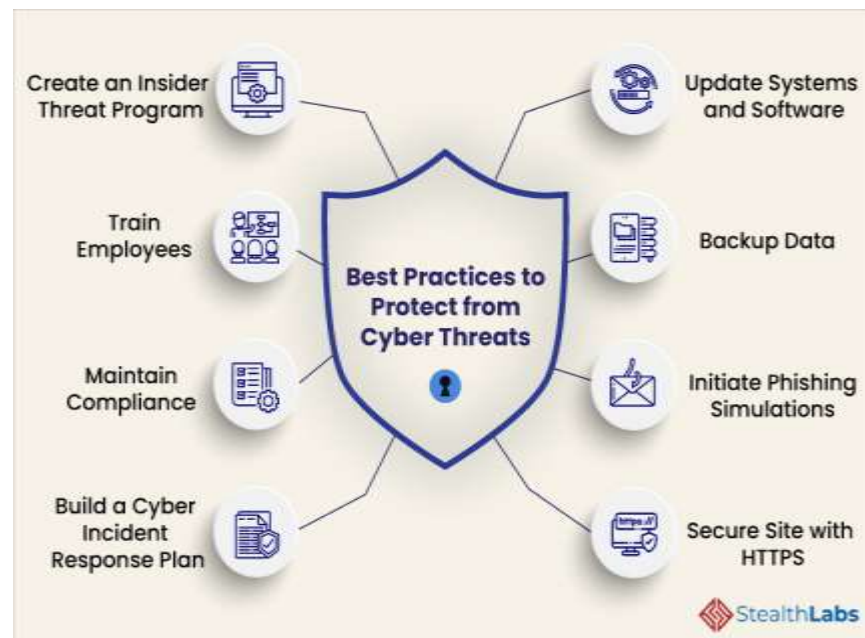 Create an Insider
Threat Program
Train
Employees
Maintain
Compliance
Build a Cyber
Incident
Response Plan
Best Practices to
Protect from
Cyber Threats
Update Systems
and Software
Backup Data
Initiate Phishing
Simulations
https://
Secure Site with
HTTPS
StealthLabs